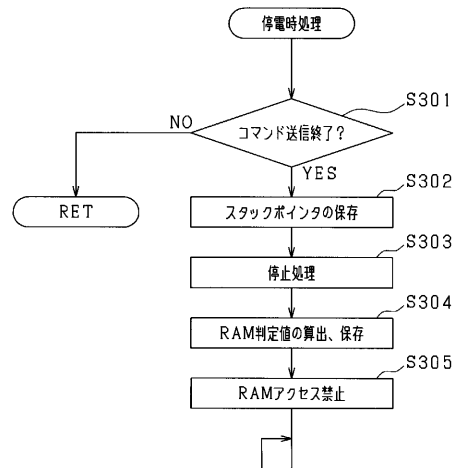 停電時処理
S301
コマンド送信終了?
NO
YES
S302
RET
スタックポインタの保存
S303
停止処理
S304
RAM判定値の算出、保存
S305
RAMアクセス禁止